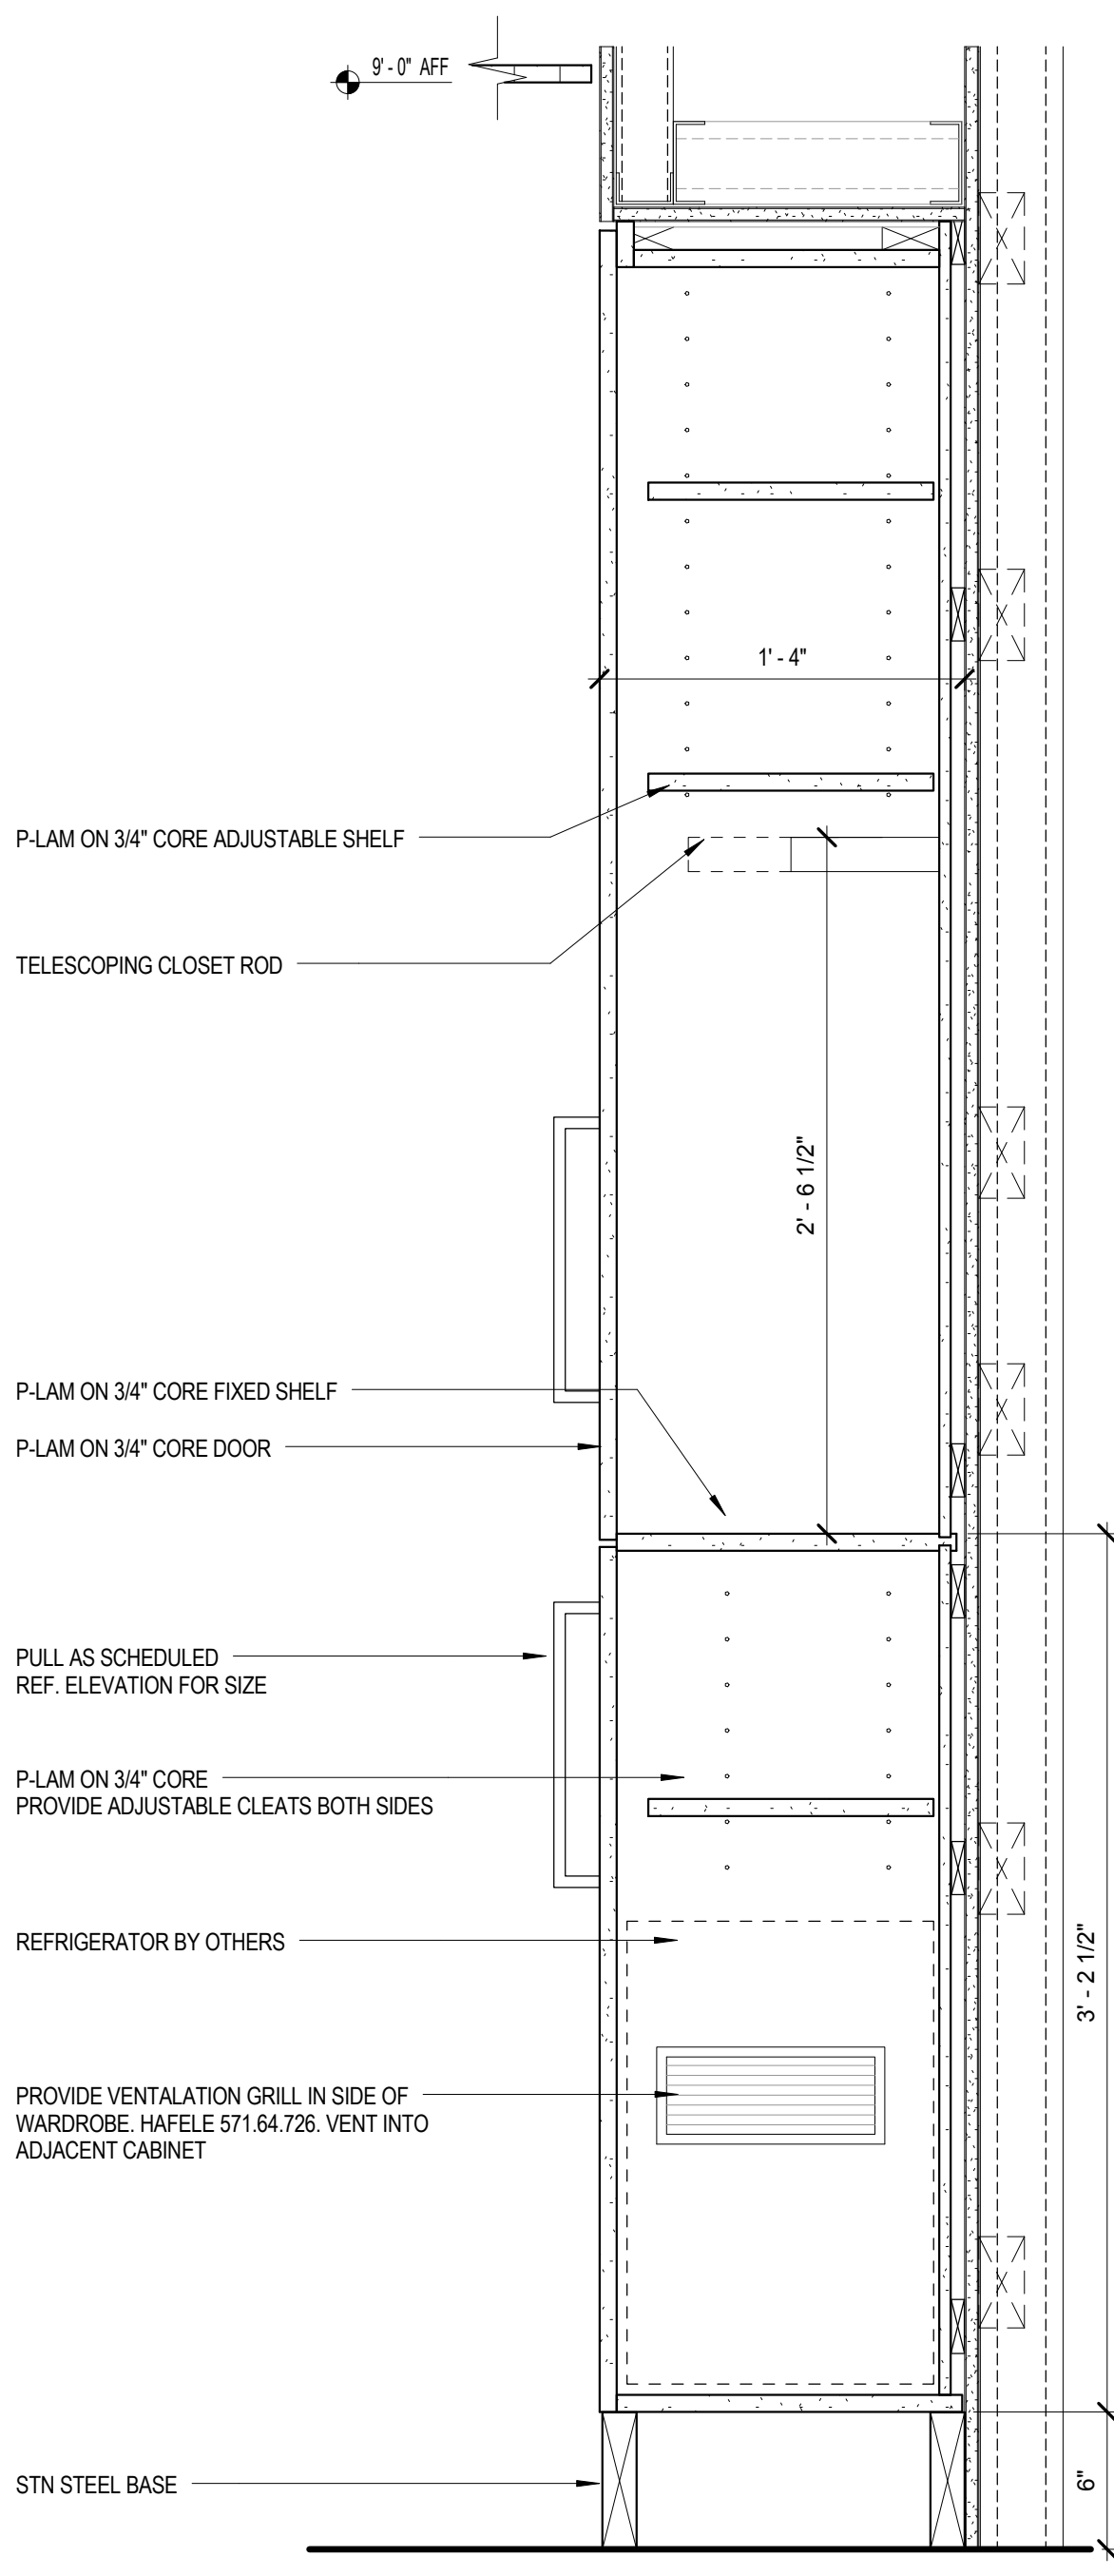 9' - 0" AFF
1' - 4"
P-LAM ON 3/4" CORE ADJUSTABLE SHELF
TELESCOPING CLOSET ROD
2' - 6 1/2"
P-LAM ON 3/4" CORE FIXED SHELF
P-LAM ON 3/4" CORE DOOR
PULL AS SCHEDULED
REF. ELEVATION FOR SIZE
P-LAM ON 3/4" CORE
PROVIDE ADJUSTABLE CLEATS BOTH SIDES
REFRIGERATOR BY OTHERS
3' - 2 1/2"
PROVIDE VENTALATION GRILL IN SIDE OF
WARDROBE. HAFELE 571.64.726. VENT INTO
ADJACENT CABINET
STN STEEL BASE
6"